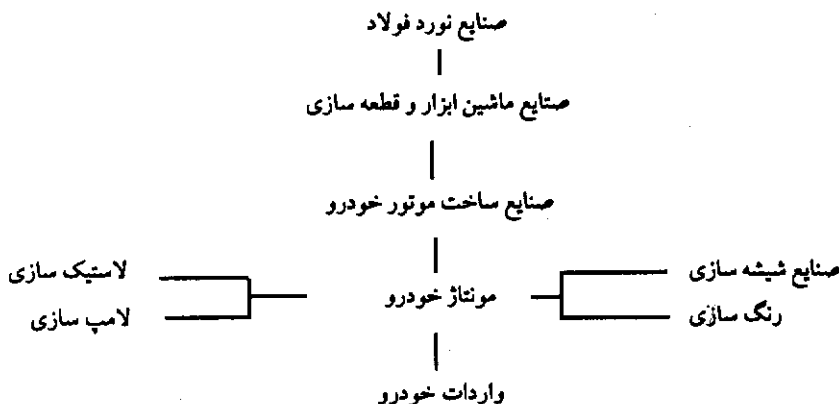 صنایع نورد فولاد
صنایع ماشین ابزار و قطعه سازی
صنایع ساخت موتور خودرو
صنایع شیشه سازی
لاستیک سازی
مونتاژ خودرو
رنگ سازی
لامپ سازی
واردات خودرو